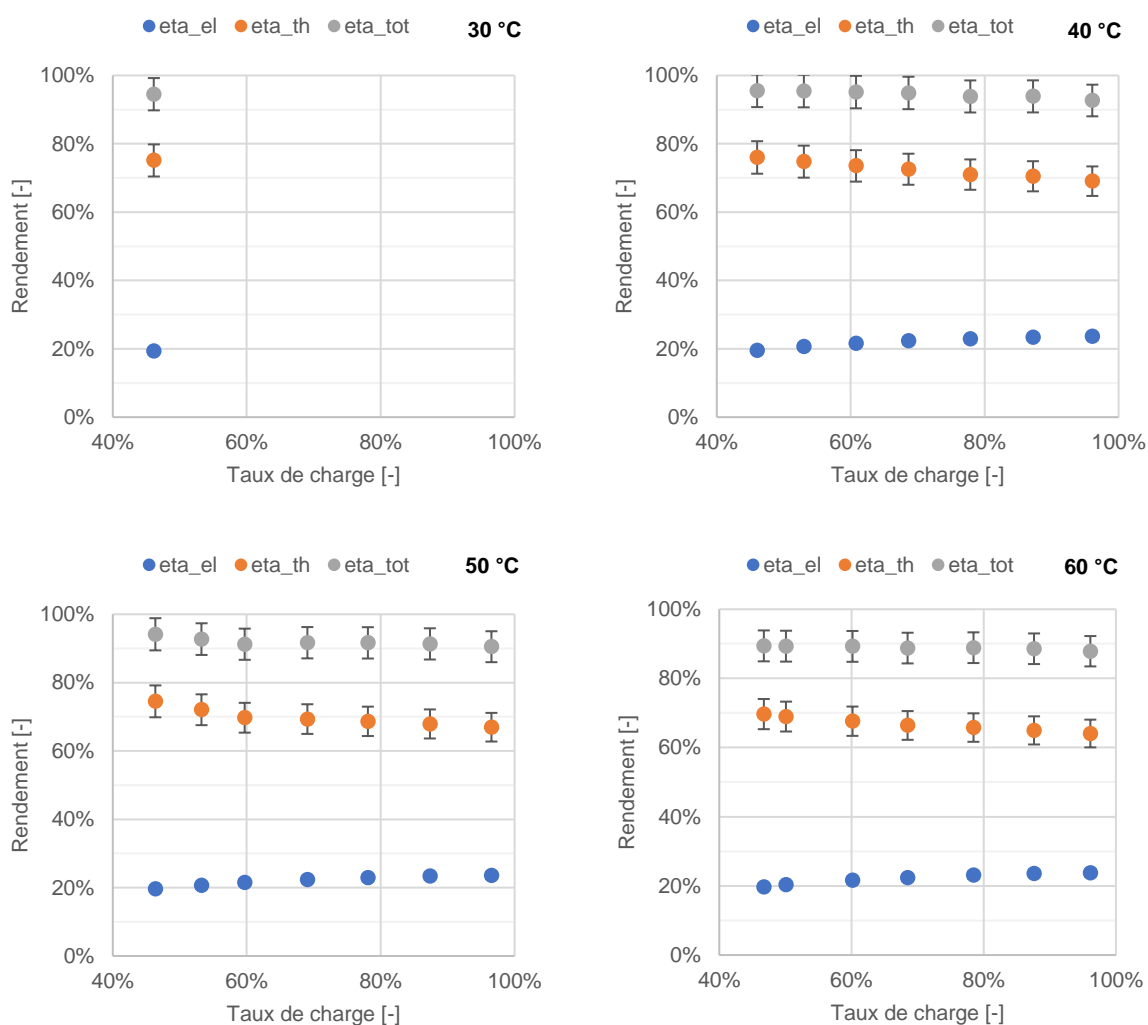 eta_el eta_th eta_tot 30 °C
100%
80%
60%
40%
20%
0%
Rendement [-]
40% 60% 80% 100%
Taux de charge [-]
eta_el eta_th eta_tot 40 °C
100%
80%
60%
40%
20%
0%
Rendement [-]
40% 60% 80% 100%
Taux de charge [-]
eta_el eta_th eta_tot 50 °C
100%
80%
60%
40%
20%
0%
Rendement [-]
40% 60% 80% 100%
Taux de charge [-]
eta_el eta_th eta_tot 60 °C
100%
80%
60%
40%
20%
0%
Rendement [-]
40% 60% 80% 100%
Taux de charge [-]